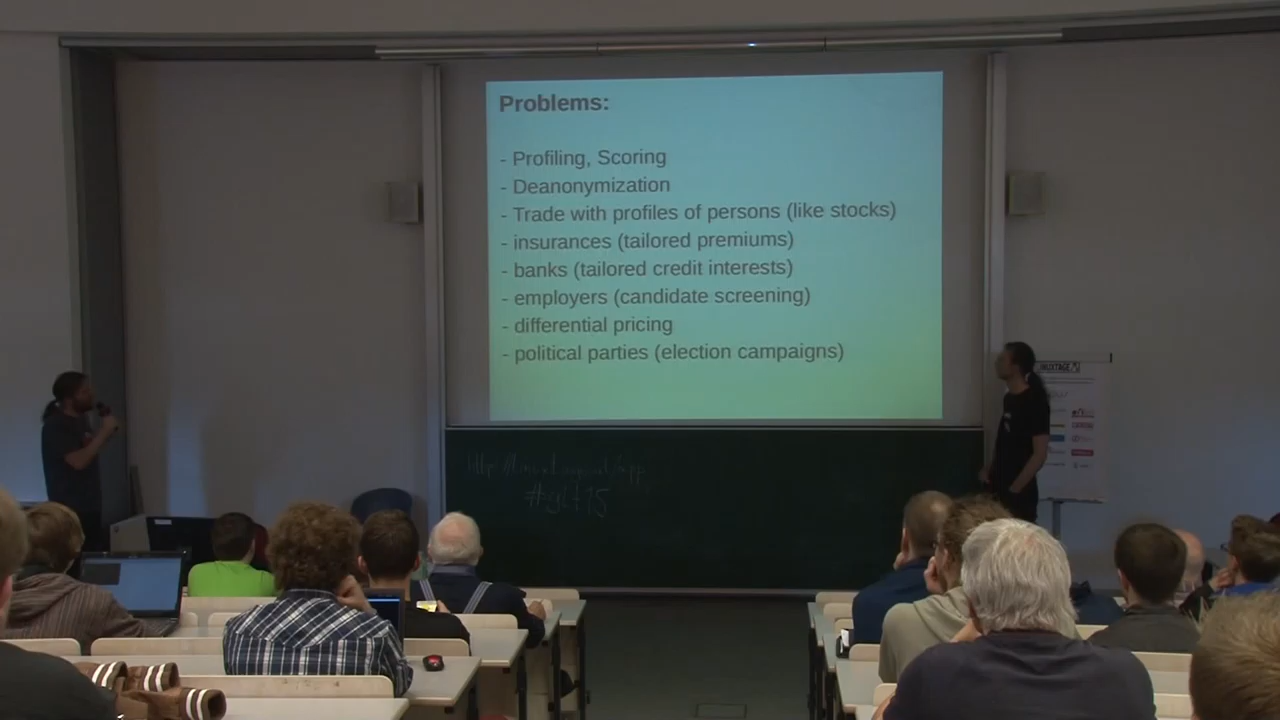 Problems:
- Profiling, Scoring
- Deanonymization
- Trade with profiles of persons (like stocks)
- insurances (tailored premiums)
- banks (tailored credit interests)
- employers (candidate screening)
- differential pricing
- political parties (election campaigns)
#glt15